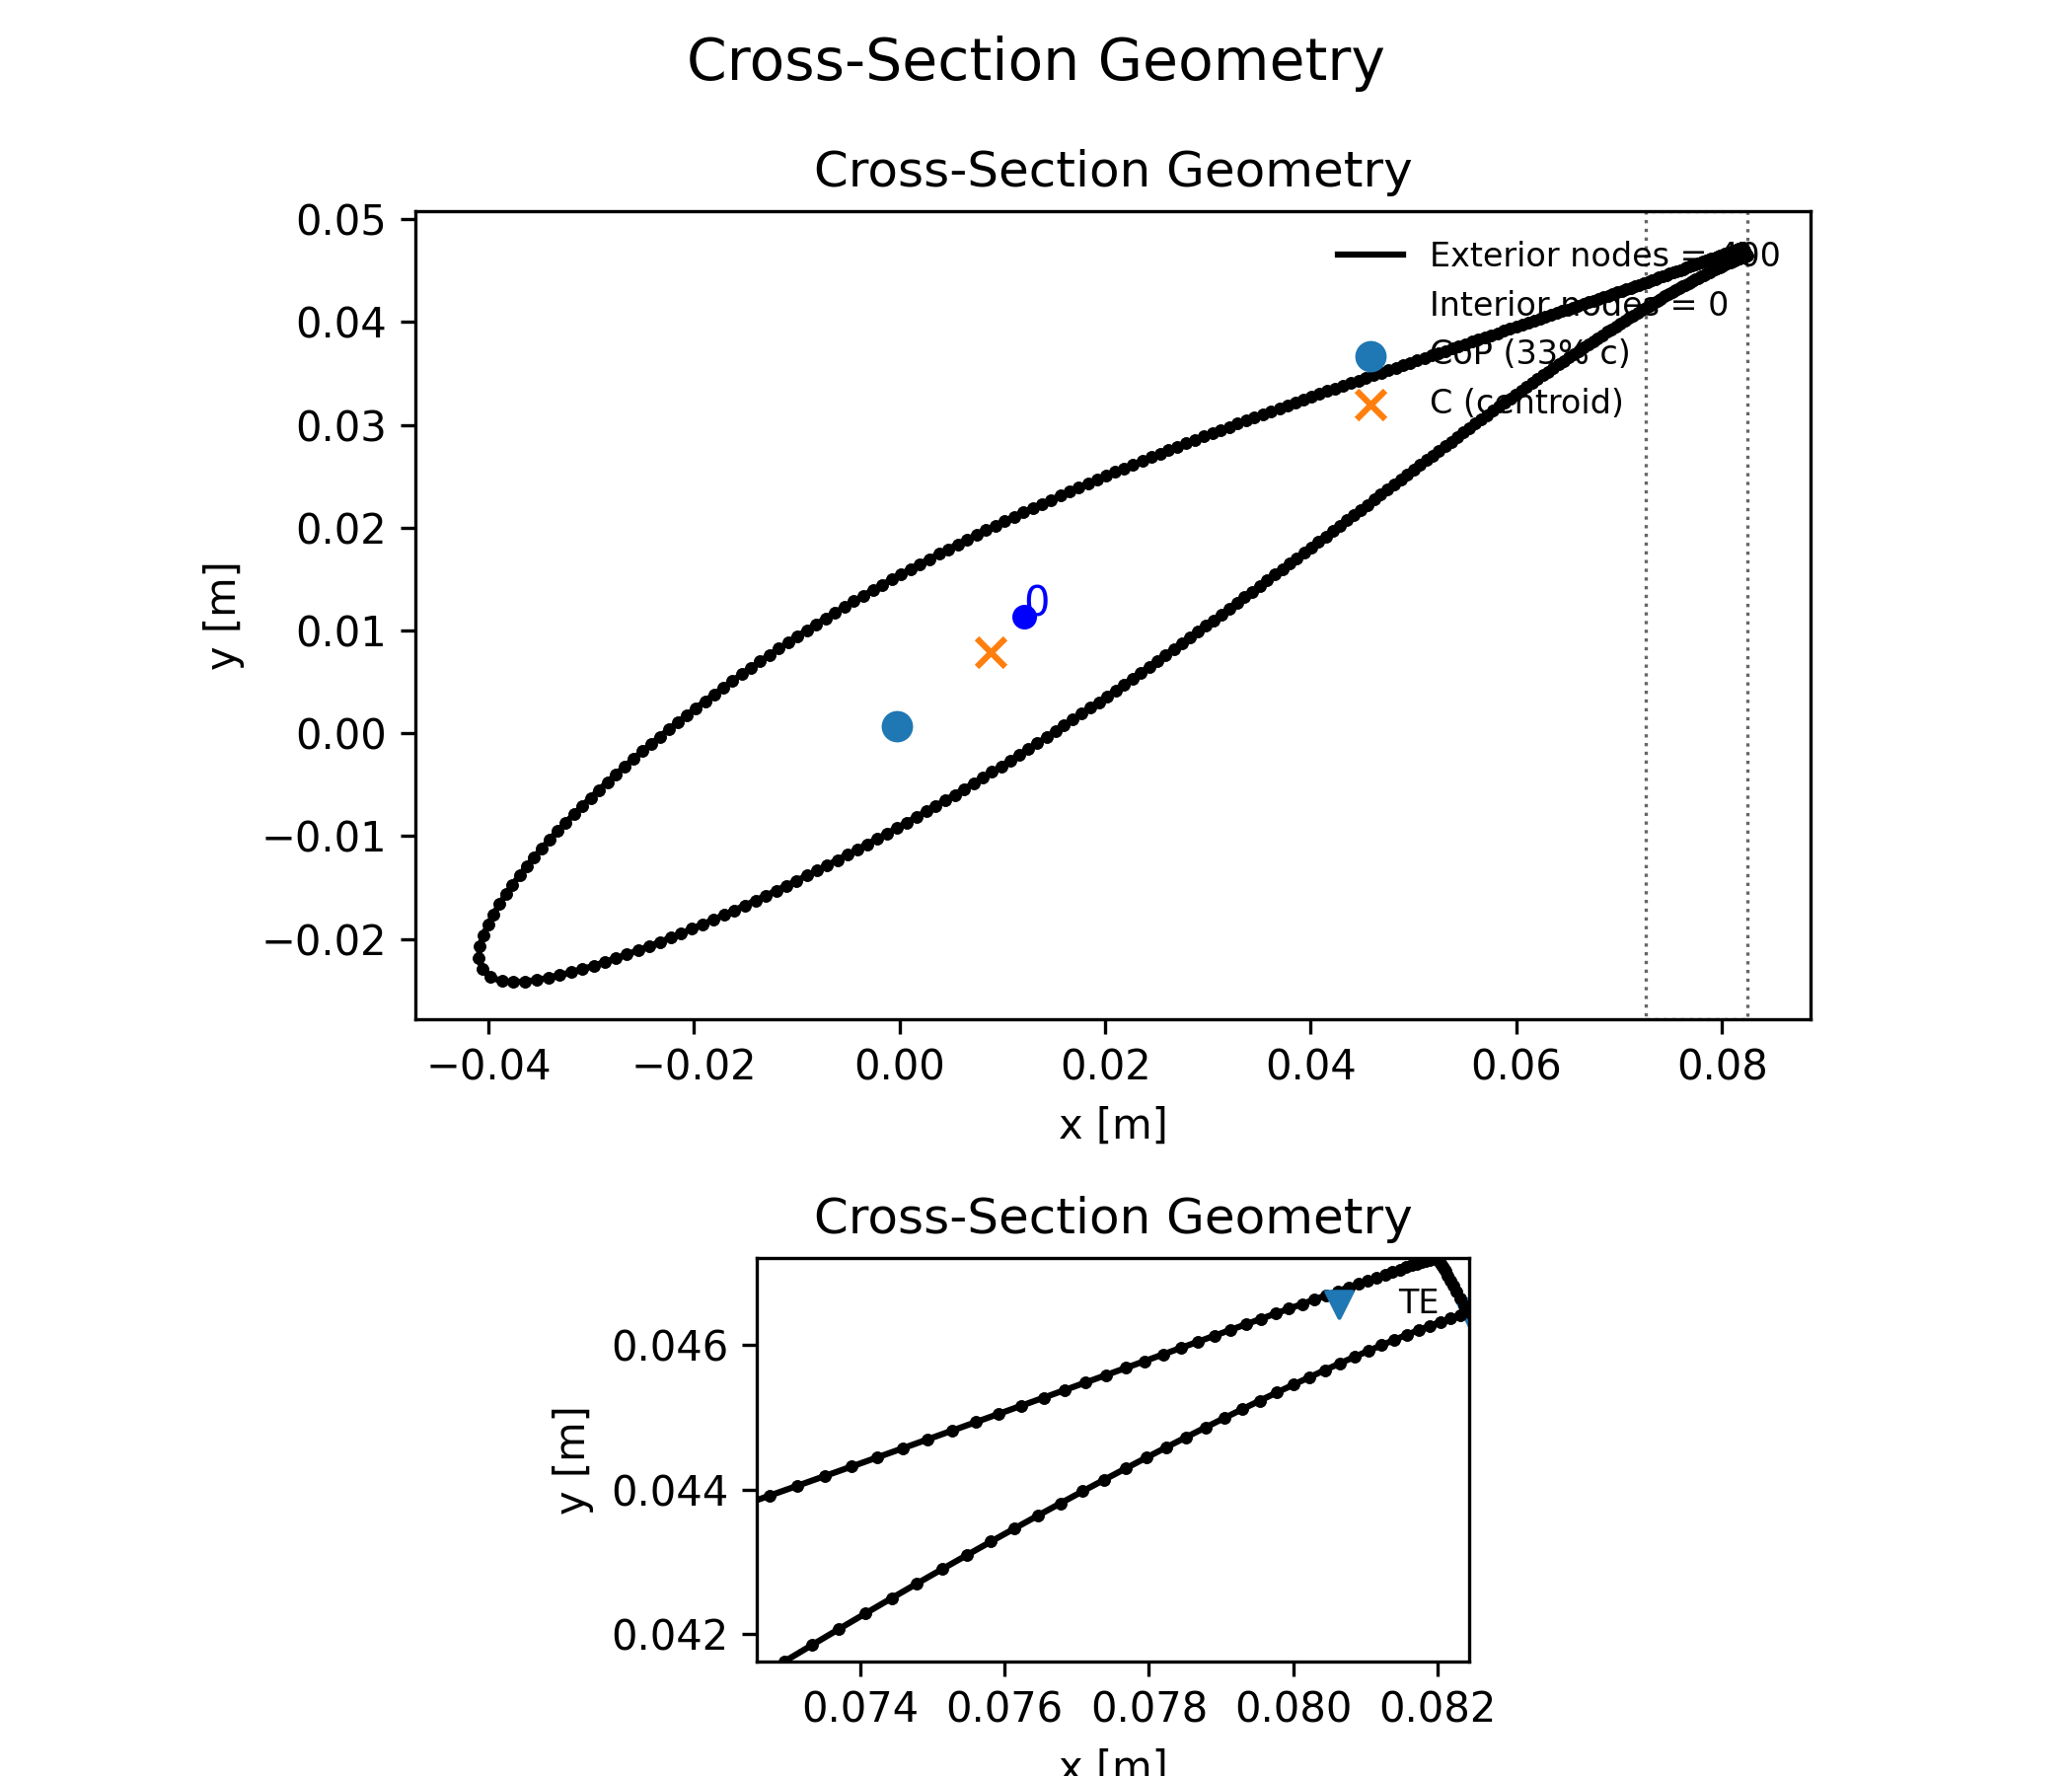 Cross-Section Geometry
Cross-Section Geometry
0.05
0.04
0.03
0.02
0.01
0.00
−0.01
−0.02
y [m]
Exterior nodes = 400
Interior nodes = 0
CoP (33% c)
C (centroid)
0
−0.04 −0.02 0.00 0.02 0.04 0.06 0.08
x [m]
Cross-Section Geometry
0.046
0.044
0.042
y [m]
TE
0.074 0.076 0.078 0.080 0.082
x [m]